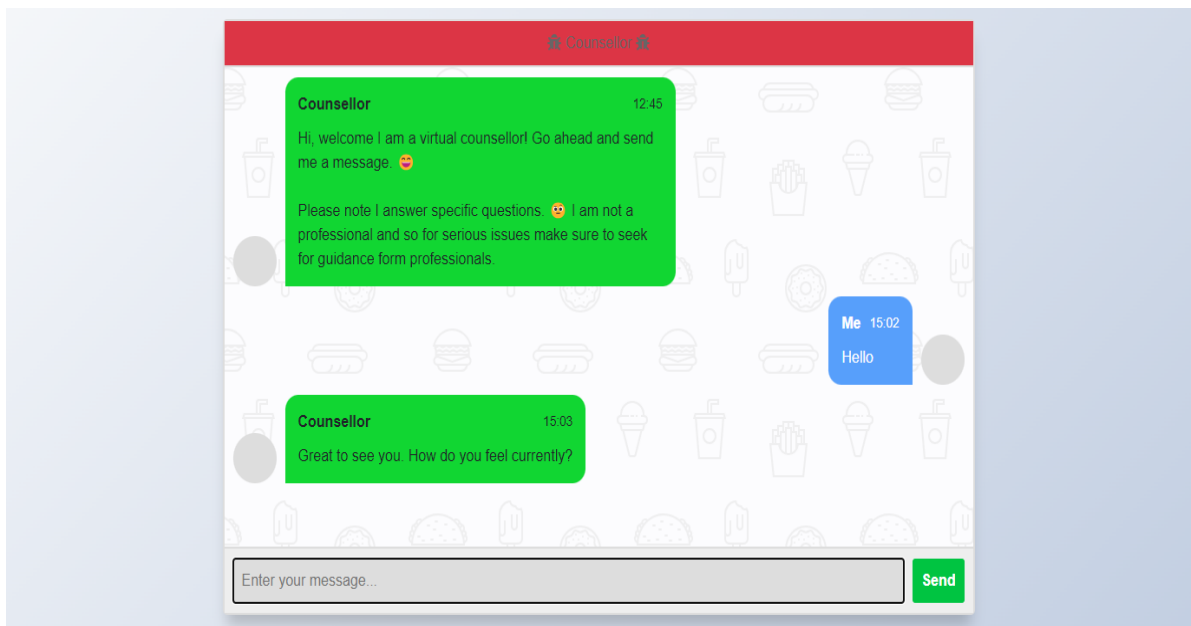 Counsellor
Counsellor 12:45
Hi, welcome I am a virtual counsellor! Go ahead and send
me a message. 😄
Please note I answer specific questions. 🤨 I am not a
professional and so for serious issues make sure to seek
for guidance form professionals.
Me 15:02
Hello
Counsellor 15:03
Great to see you. How do you feel currently?
Enter your message...
Send